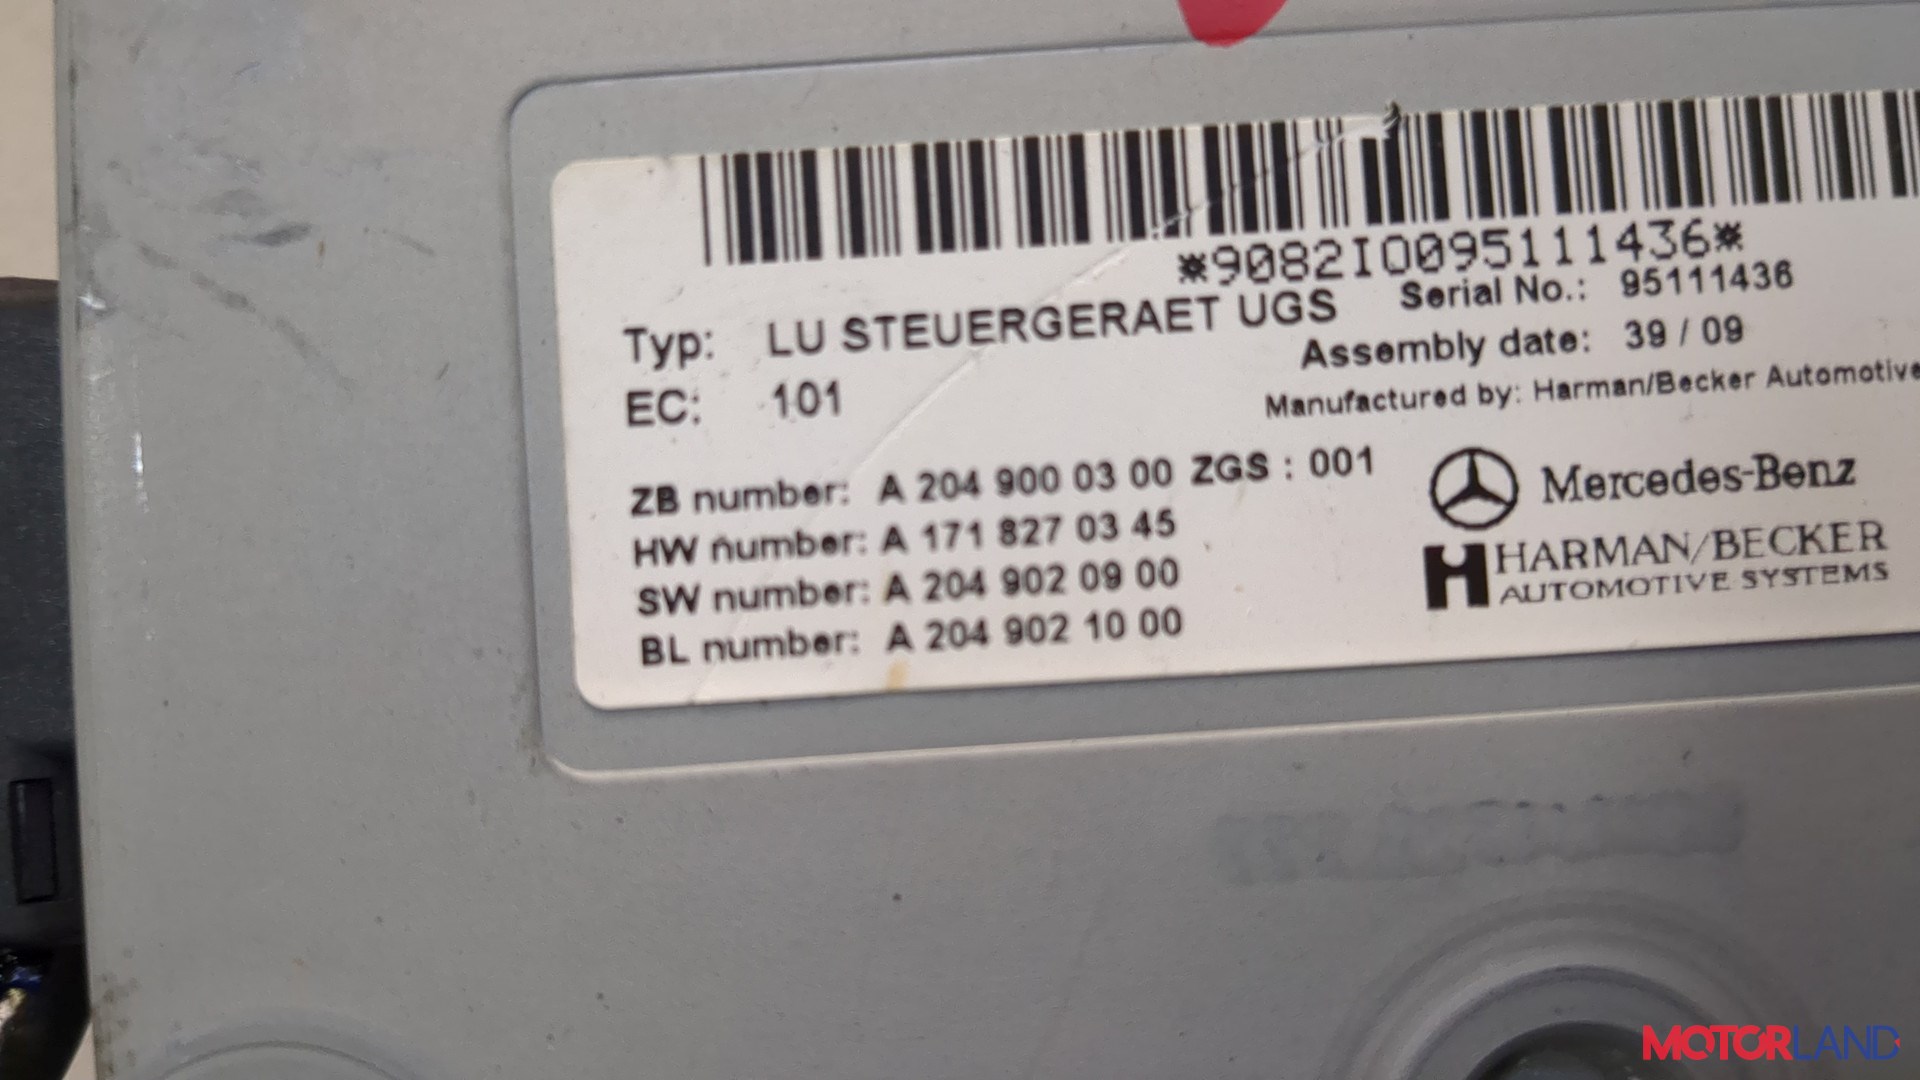 *9082I0095111436*
Typ: LU STEUERGERAET UGS Serial No.: 95111436
EC: 101 Assembly date: 39 / 09
Manufactured by: Harman/Becker Automotive
ZB number: A 204 900 03 00 ZGS : 001
HW number: A 171 827 03 45
SW number: A 204 902 09 00
BL number: A 204 902 10 00
Mercedes-Benz
HARMAN/BECKER
AUTOMOTIVE SYSTEMS
MOTORLAND